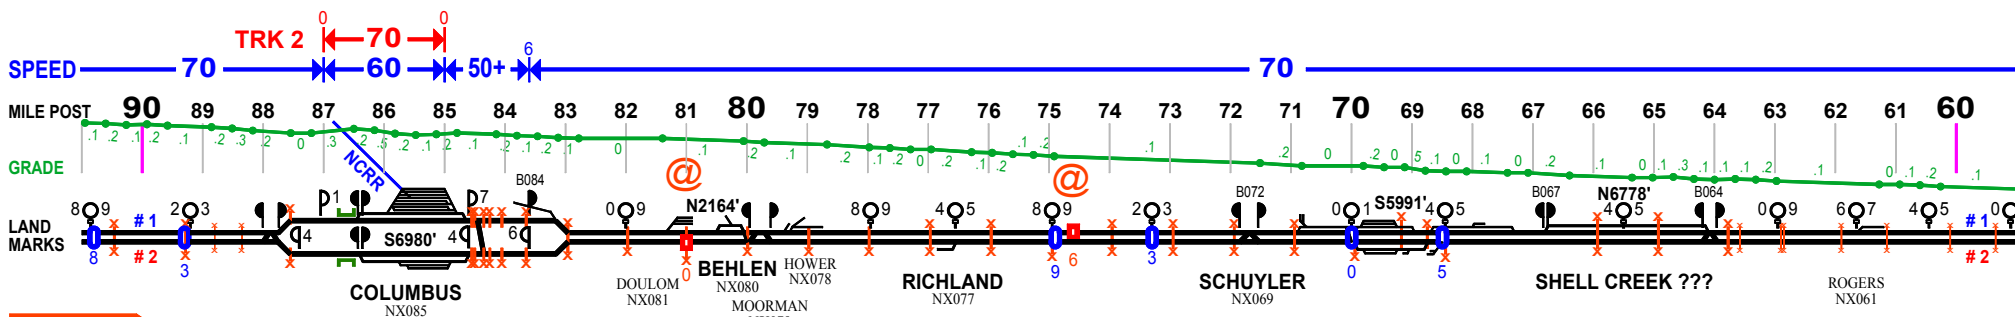 0 0
TRK 2 70
6
SPEED 70 60 50+ 70
MILE POST 90 89 88 87 86 85 84 83 82 81 80 79 78 77 76 75 74 73 72 71 70 69 68 67 66 65 64 63 62 61 60
GRADE
NCRR
@ @
8 9 2 3 1 7 B084 0 9 N2164' 8 9 4 5 8 9 2 3 B072 0 1 S5991' 4 5 B067 N6778' 4 5 B064 0 9 6 7 4 5 0
LAND MARKS
# 1 # 1
# 2 4 S6980' 4 6 # 2
8 3 0 9 6 3 0 5
COLUMBUS
NX085
DOULOM
NX081
BEHLEN
NX080
MOORMAN
HOWER
NX078
RICHLAND
NX077
SCHUYLER
NX069
SHELL CREEK ???
ROGERS
NX061